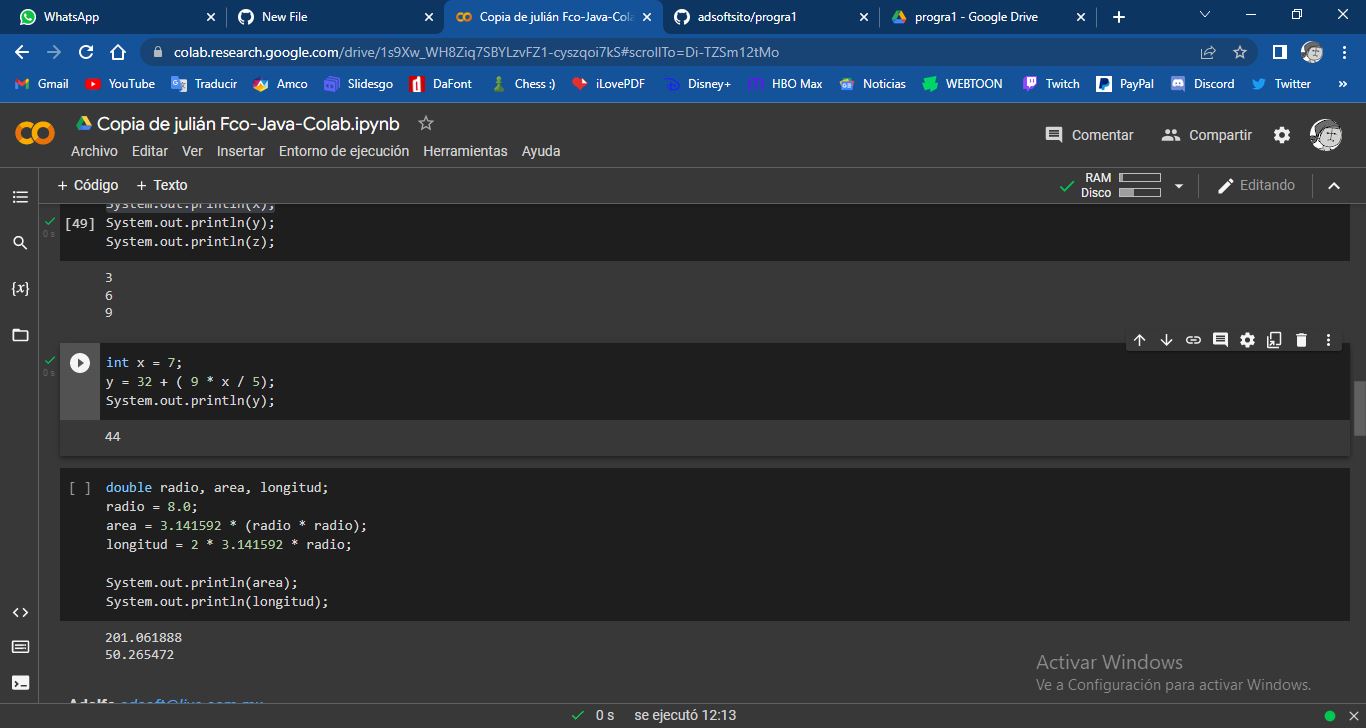 WhatsApp
New File
Copia de julián Fco-Java-Cola
adsoftsito/progra1
progra1 - Google Drive
colab.research.google.com/drive/1s9Xw_WH8Ziq7SBYLzvFZ1-cyszqoi7kS#scrollTo=Di-TZSm12tMo
Gmail YouTube Traducir Amco Slidesgo DaFont Chess :) iLovePDF Disney+ HBO Max Noticias WEBTOON Twitch PayPal Discord Twitter »
Copia de julián Fco-Java-Colab.ipynb
Comentar Compartir
Archivo Editar Ver Insertar Entorno de ejecución Herramientas Ayuda
+ Código + Texto
RAM
Disco
Editando
System.out.println(x);
[49] System.out.println(y);
System.out.println(z);
3
6
9
int x = 7;
y = 32 + ( 9 * x / 5);
System.out.println(y);
0 s
44
[ ] double radio, area, longitud;
radio = 8.0;
area = 3.141592 * (radio * radio);
longitud = 2 * 3.141592 * radio;
System.out.println(area);
System.out.println(longitud);
201.061888
50.265472
Activar Windows
Ve a Configuración para activar Windows.
0 s se ejecutó 12:13